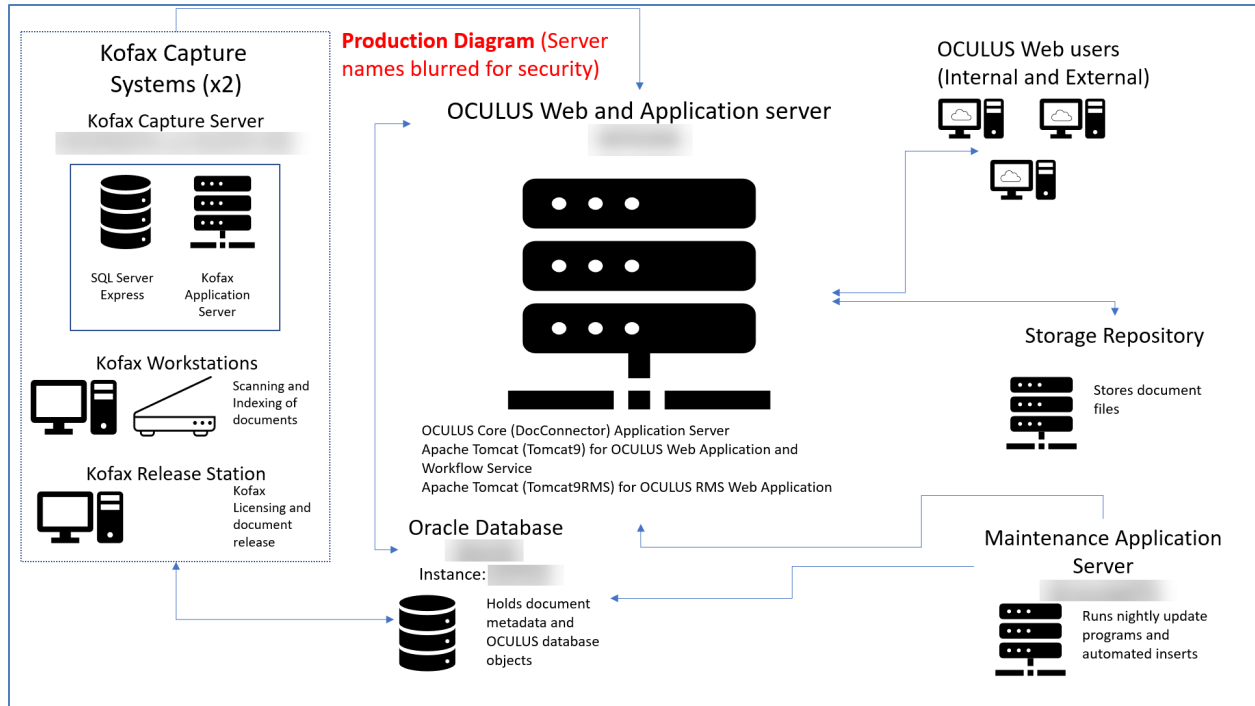 Kofax Capture
Systems (x2)
Kofax Capture Server
SQL Server
Express
Kofax
Application
Server
Kofax Workstations
Scanning and
Indexing of
documents
Kofax Release Station
Kofax
Licensing and
document
release
Production Diagram (Server
names blurred for security)
OCULUS Web and Application server
OCULUS Core (DocConnector) Application Server
Apache Tomcat (Tomcat9) for OCULUS Web Application and
Workflow Service
Apache Tomcat (Tomcat9RMS) for OCULUS RMS Web Application
Oracle Database
Instance:
Holds document
metadata and
OCULUS database
objects
OCULUS Web users
(Internal and External)
Storage Repository
Stores document
files
Maintenance Application
Server
Runs nightly update
programs and
automated inserts